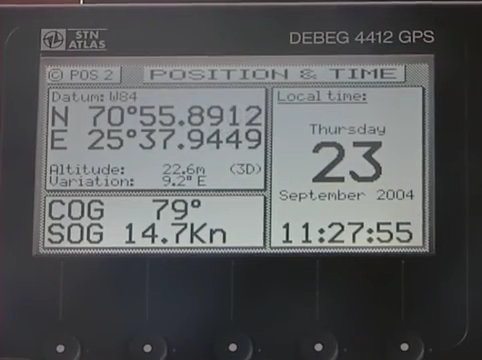 STN
ATLAS
DEBEG 4412 GPS
© POS 2
POSITION & TIME
Datum: W84
N 70°55.8912
E 25°37.9449
Altitude: 22.6m (3D)
Variation: 9.2° E
COG 79°
SOG 14.7Kn
Local time:
Thursday
23
September 2004
11:27:55